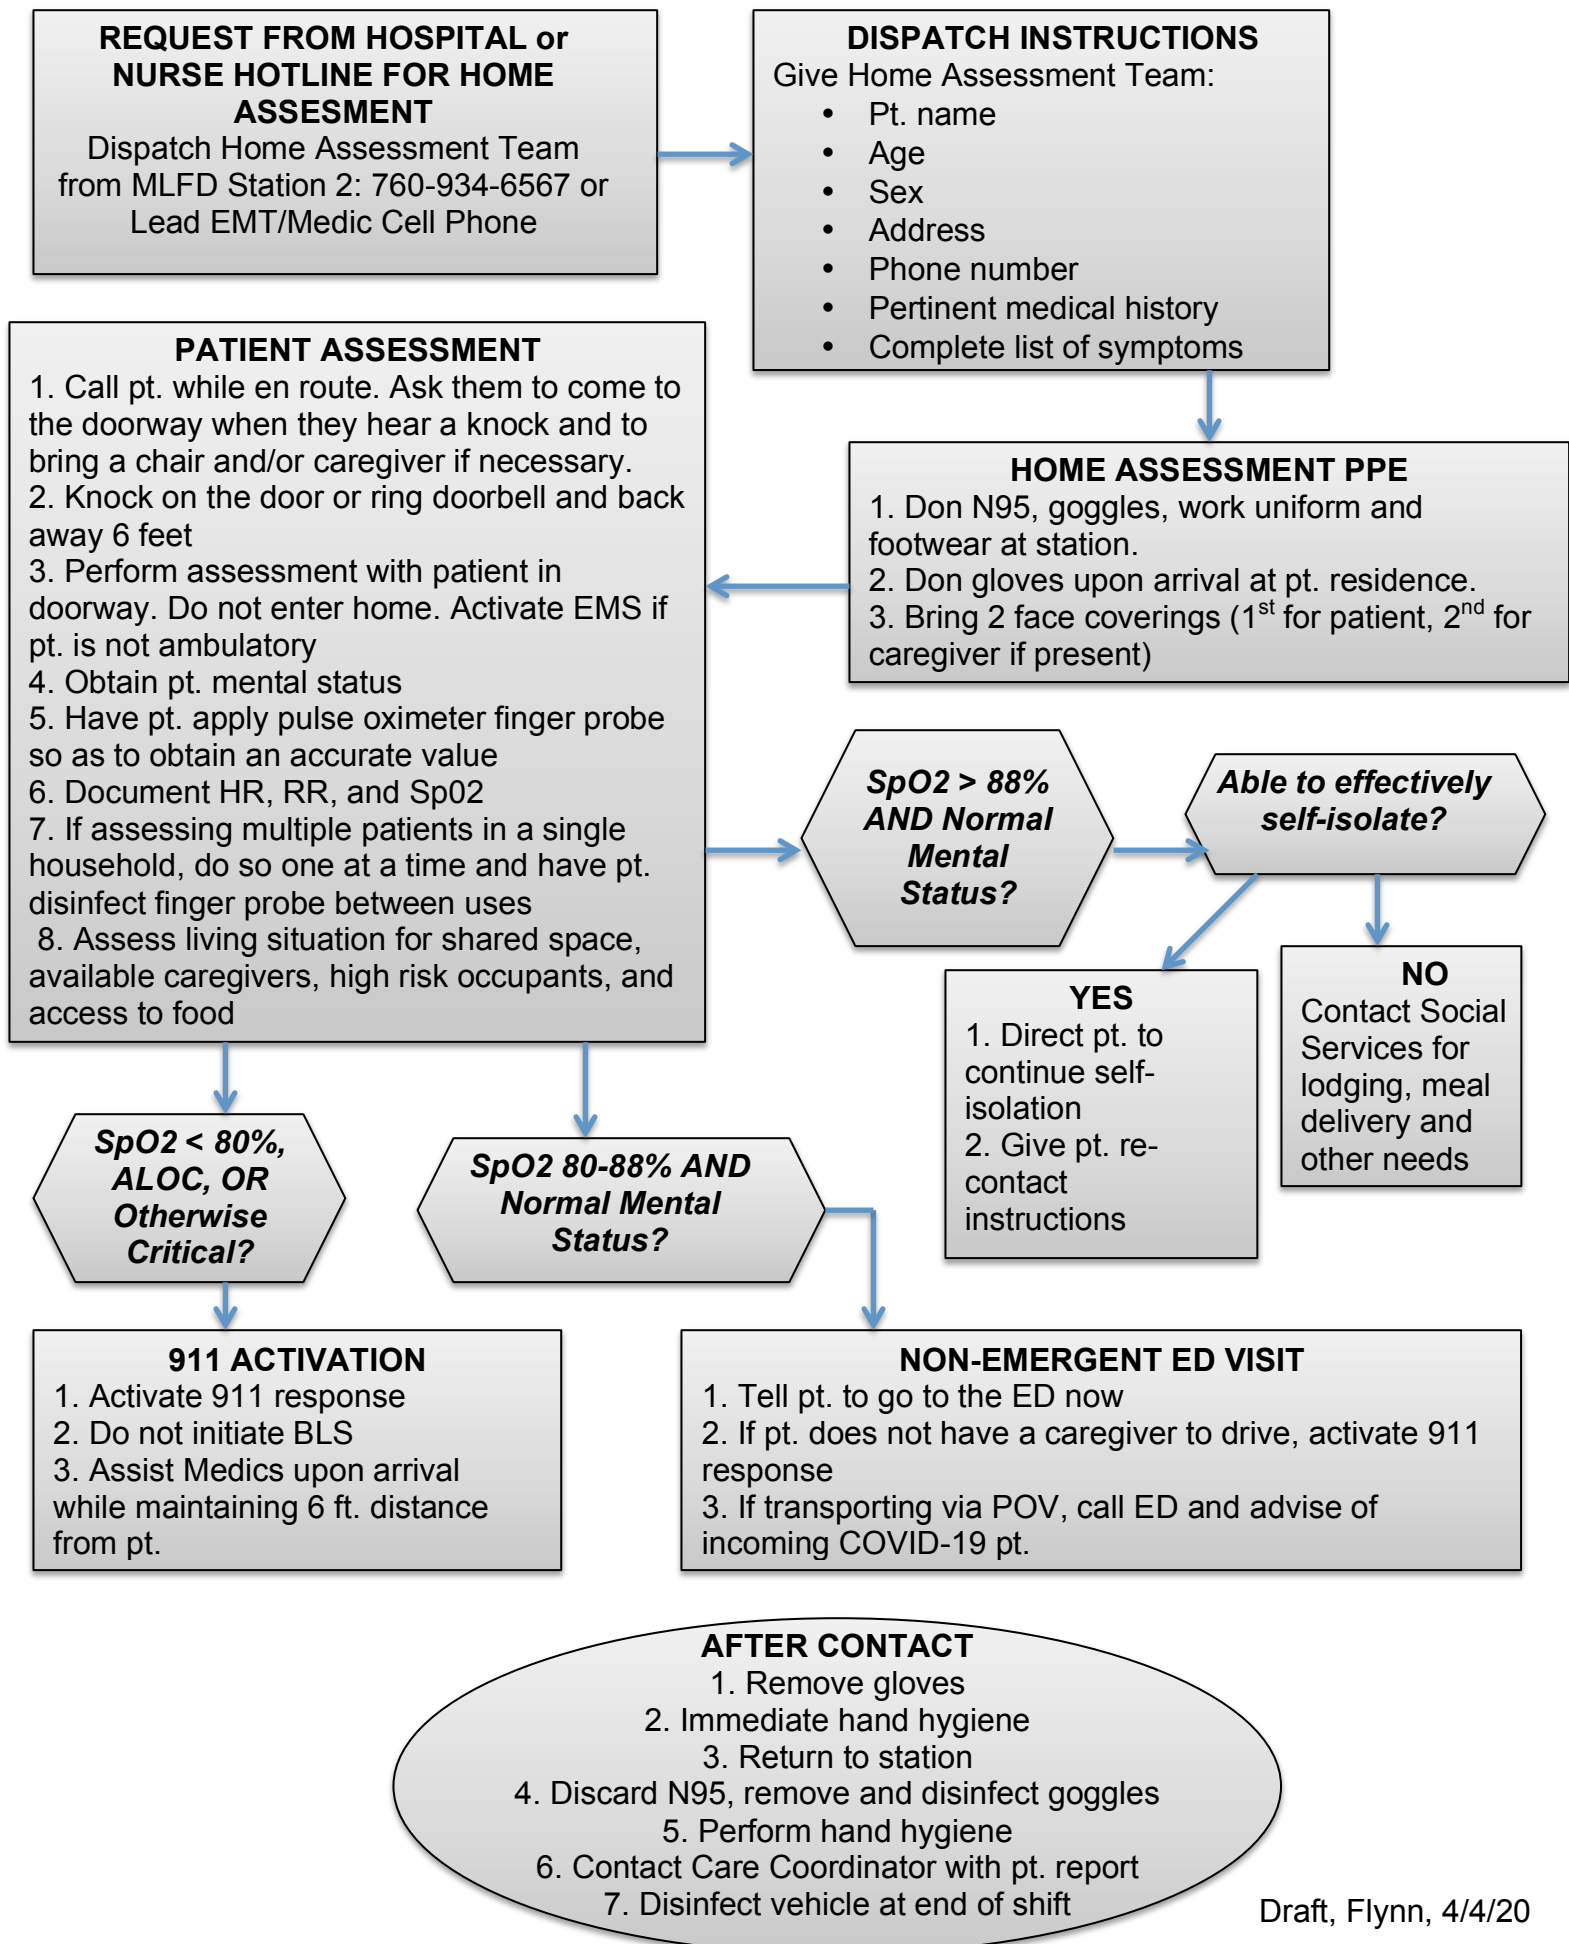 REQUEST FROM HOSPITAL or
NURSE HOTLINE FOR HOME
ASSESMENT
Dispatch Home Assessment Team
from MLFD Station 2: 760-934-6567 or
Lead EMT/Medic Cell Phone
DISPATCH INSTRUCTIONS
Give Home Assessment Team:
• Pt. name
• Age
• Sex
• Address
• Phone number
• Pertinent medical history
• Complete list of symptoms
HOME ASSESSMENT PPE
1. Don N95, goggles, work uniform and
footwear at station.
2. Don gloves upon arrival at pt. residence.
3. Bring 2 face coverings (1st for patient, 2nd for
caregiver if present)
PATIENT ASSESSMENT
1. Call pt. while en route. Ask them to come to
the doorway when they hear a knock and to
bring a chair and/or caregiver if necessary.
2. Knock on the door or ring doorbell and back
away 6 feet
3. Perform assessment with patient in
doorway. Do not enter home. Activate EMS if
pt. is not ambulatory
4. Obtain pt. mental status
5. Have pt. apply pulse oximeter finger probe
so as to obtain an accurate value
6. Document HR, RR, and Sp02
7. If assessing multiple patients in a single
household, do so one at a time and have pt.
disinfect finger probe between uses
8. Assess living situation for shared space,
available caregivers, high risk occupants, and
access to food
SpO2 > 88%
AND Normal
Mental
Status?
Able to effectively
self-isolate?
YES
1. Direct pt. to
continue self-
isolation
2. Give pt. re-
contact
instructions
NO
Contact Social
Services for
lodging, meal
delivery and
other needs
SpO2 < 80%,
ALOC, OR
Otherwise
Critical?
SpO2 80-88% AND
Normal Mental
Status?
911 ACTIVATION
1. Activate 911 response
2. Do not initiate BLS
3. Assist Medics upon arrival
while maintaining 6 ft. distance
from pt.
NON-EMERGENT ED VISIT
1. Tell pt. to go to the ED now
2. If pt. does not have a caregiver to drive, activate 911
response
3. If transporting via POV, call ED and advise of
incoming COVID-19 pt.
AFTER CONTACT
1. Remove gloves
2. Immediate hand hygiene
3. Return to station
4. Discard N95, remove and disinfect goggles
5. Perform hand hygiene
6. Contact Care Coordinator with pt. report
7. Disinfect vehicle at end of shift
Draft, Flynn, 4/4/20